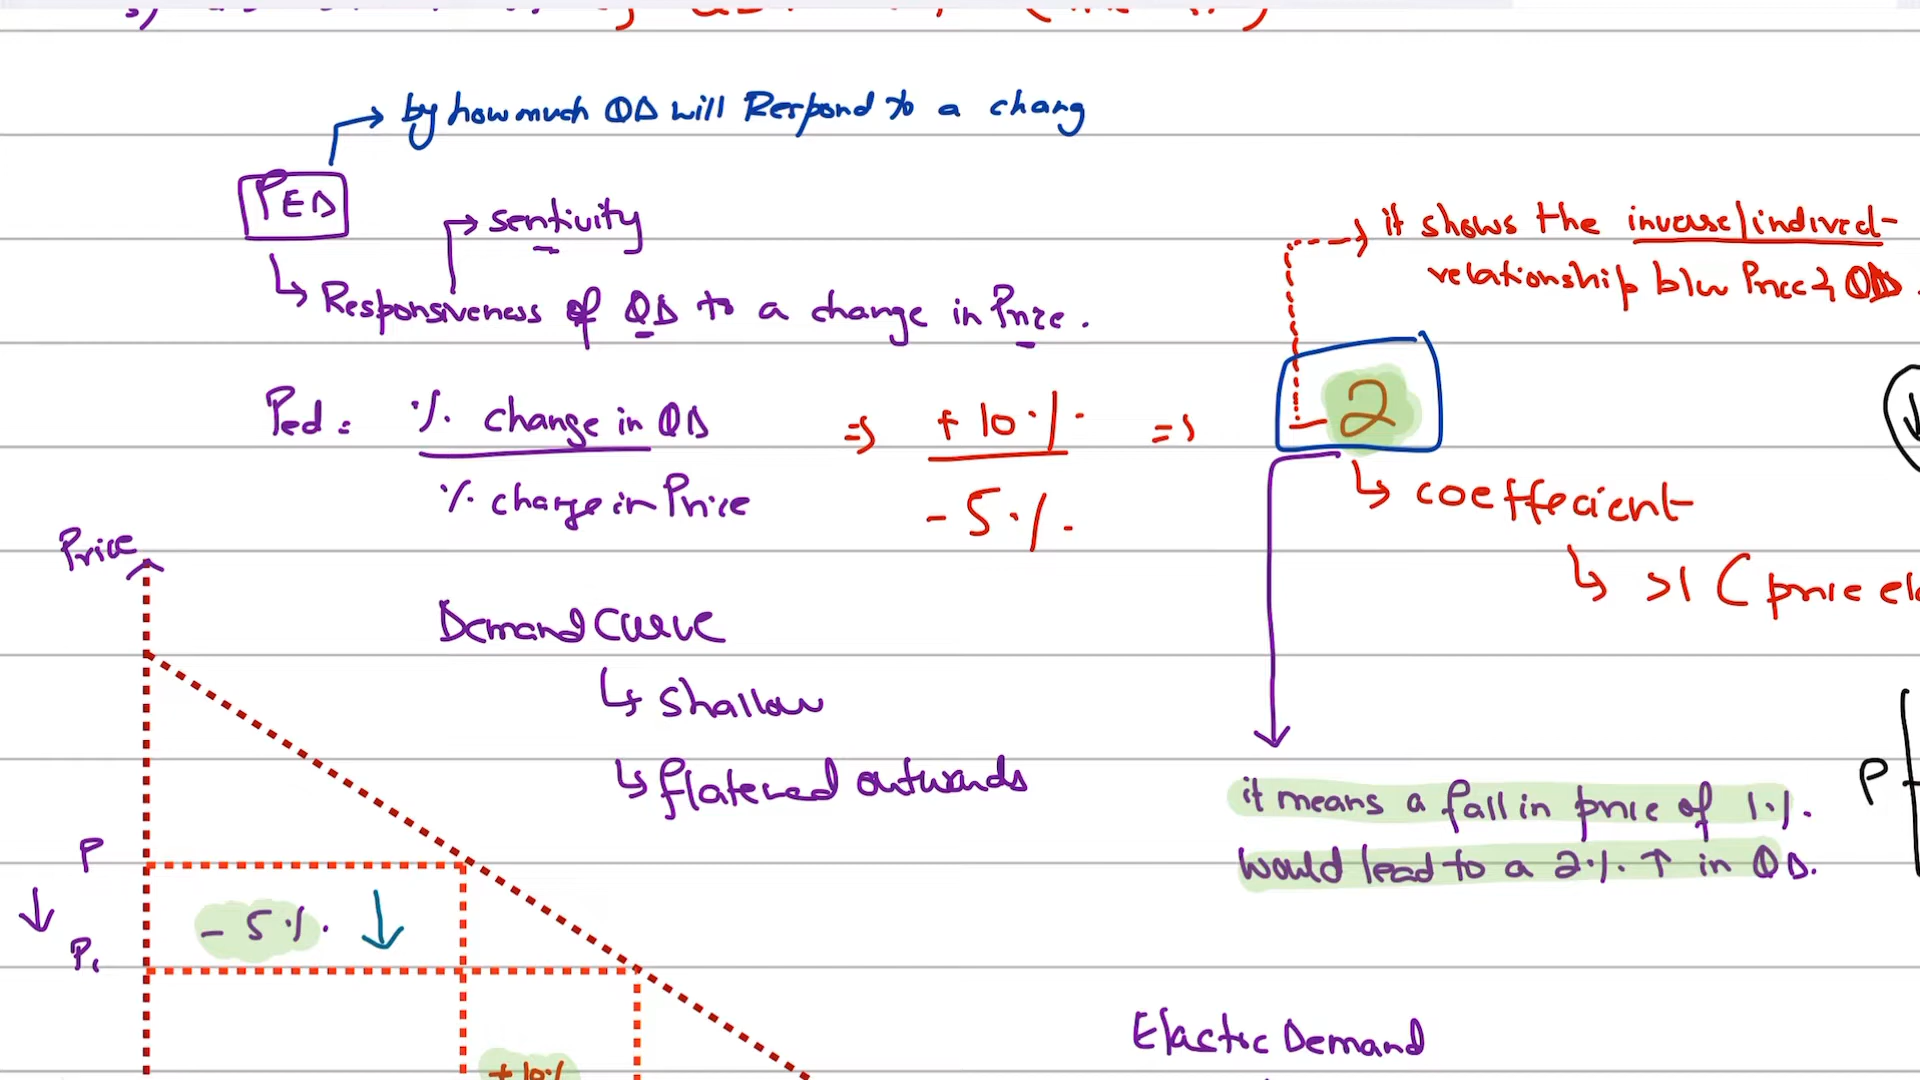 by how much QD will Respond to a chang
PED
sentivity
Responsiveness of QD to a change in Price.
it shows the inverse/indirect
relationship b/w Price & QD.
Ped = % change in QD / % change in Price => +10% / -5% => -2
coeffecient
>1 (price ela
Price
Demand Curve
shallow
flatened outwards
it means a fall in price of 1%.
would lead to a 2% ↑ in QD.
P
P
↓
-5% ↓
P1
Elastic Demand
+10%